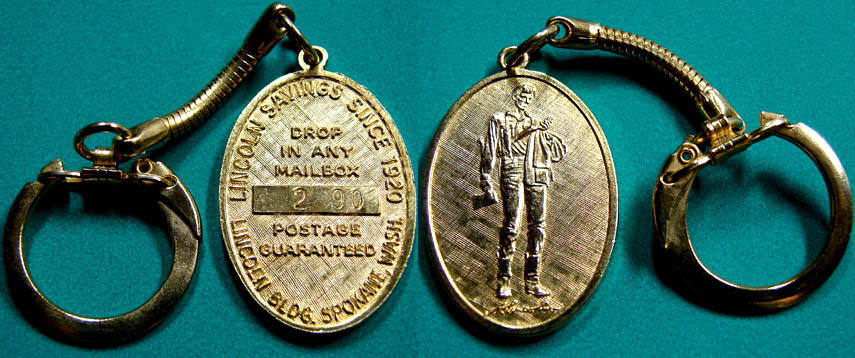 LINCOLN SAVINGS SINCE 1920
DROP
IN ANY
MAILBOX
2 90
POSTAGE
GUARANTEED
LINCOLN BLDG. SPOKANE, WASH.